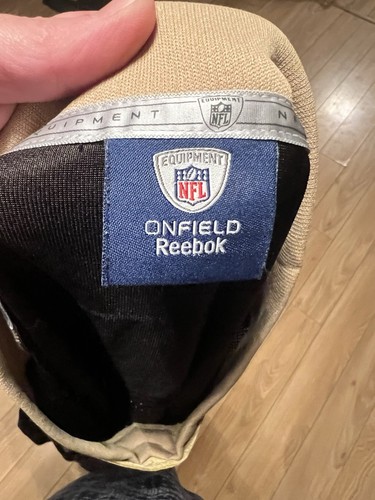 EQUIPMENT
EQUIPMENT
NFL
N
EQUIPMENT
NFL
ONFIELD
Reebok